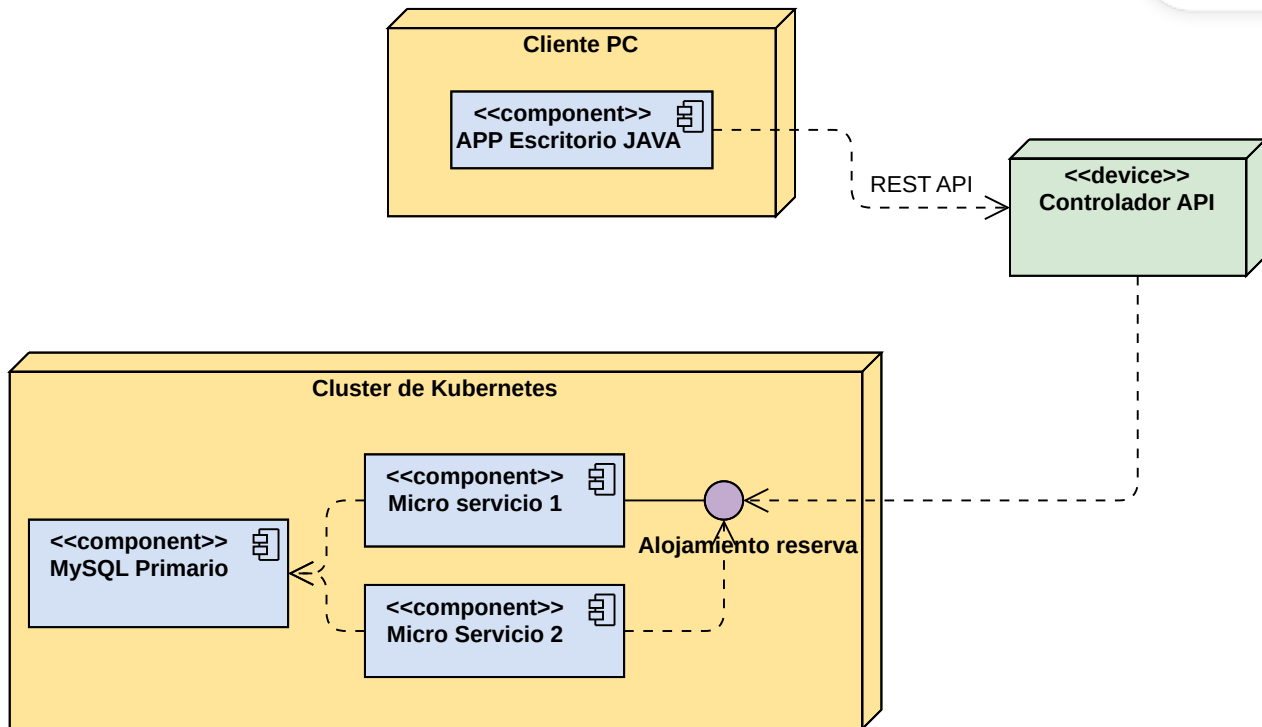 Cliente PC
<<component>>
APP Escritorio JAVA
REST API
<<device>>
Controlador API
Cluster de Kubernetes
<<component>>
Micro servicio 1
Alojamiento reserva
<<component>>
MySQL Primario
<<component>>
Micro Servicio 2